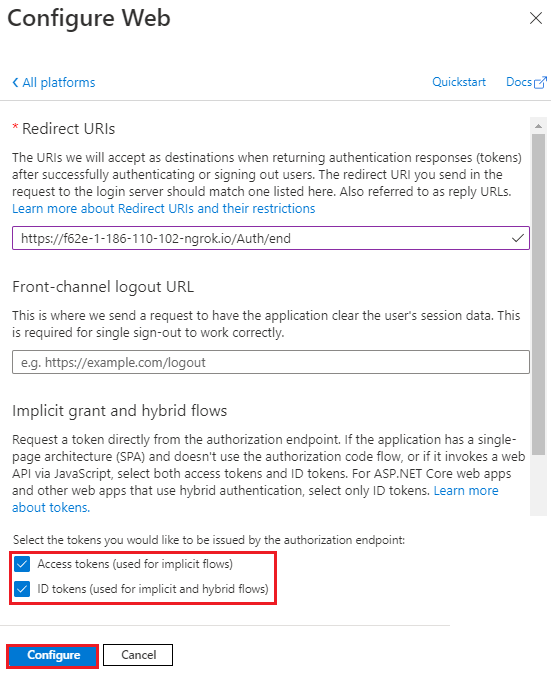 Configure Web
All platforms
Quickstart
Docs
* Redirect URIs
The URIs we will accept as destinations when returning authentication responses (tokens)
after successfully authenticating or signing out users. The redirect URI you send in the
request to the login server should match one listed here. Also referred to as reply URLs.
Learn more about Redirect URIs and their restrictions
https://f62e-1-186-110-102-ngrok.io/Auth/end
Front-channel logout URL
This is where we send a request to have the application clear the user's session data. This
is required for single sign-out to work correctly.
e.g. https://example.com/logout
Implicit grant and hybrid flows
Request a token directly from the authorization endpoint. If the application has a single-
page architecture (SPA) and doesn't use the authorization code flow, or if it invokes a web
API via JavaScript, select both access tokens and ID tokens. For ASP.NET Core web apps
and other web apps that use hybrid authentication, select only ID tokens. Learn more
about tokens.
Select the tokens you would like to be issued by the authorization endpoint:
Access tokens (used for implicit flows)
ID tokens (used for implicit and hybrid flows)
Configure
Cancel